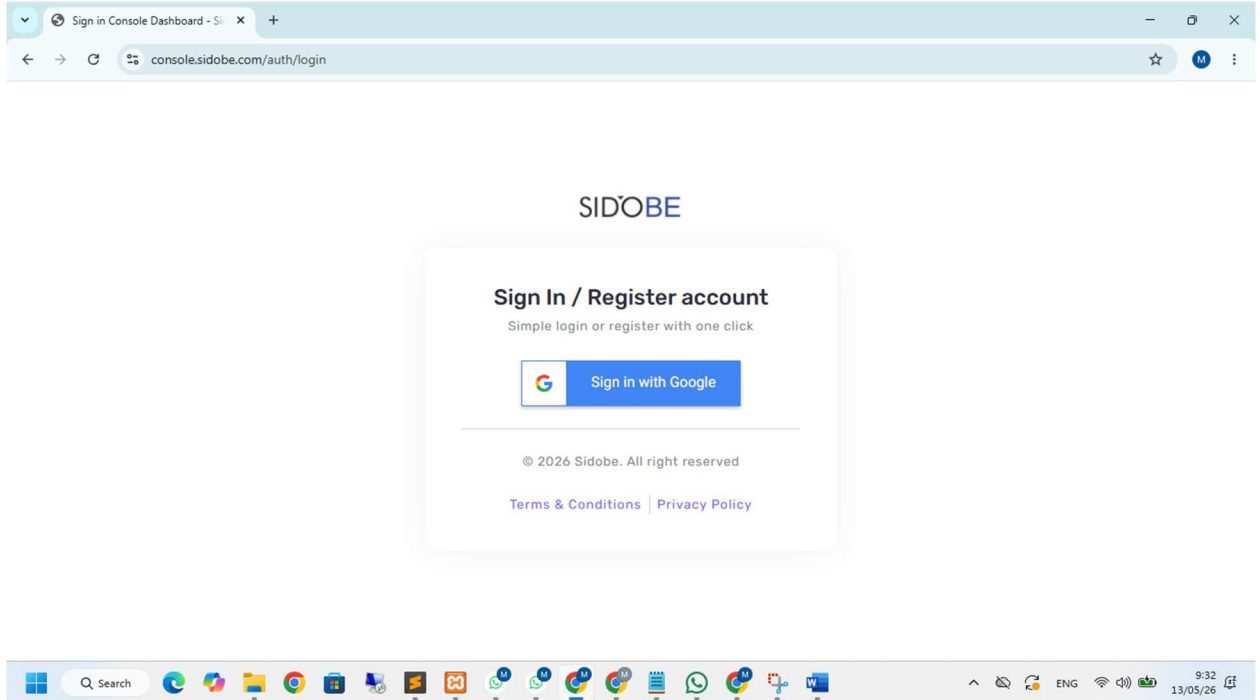 Sign in Console Dashboard - Si
console.sidobe.com/auth/login
M
SIDOBE
Sign In / Register account
Simple login or register with one click
G
Sign in with Google
© 2026 Sidobe. All right reserved
Terms & Conditions
Privacy Policy
Search
ENG
9:32
13/05/26